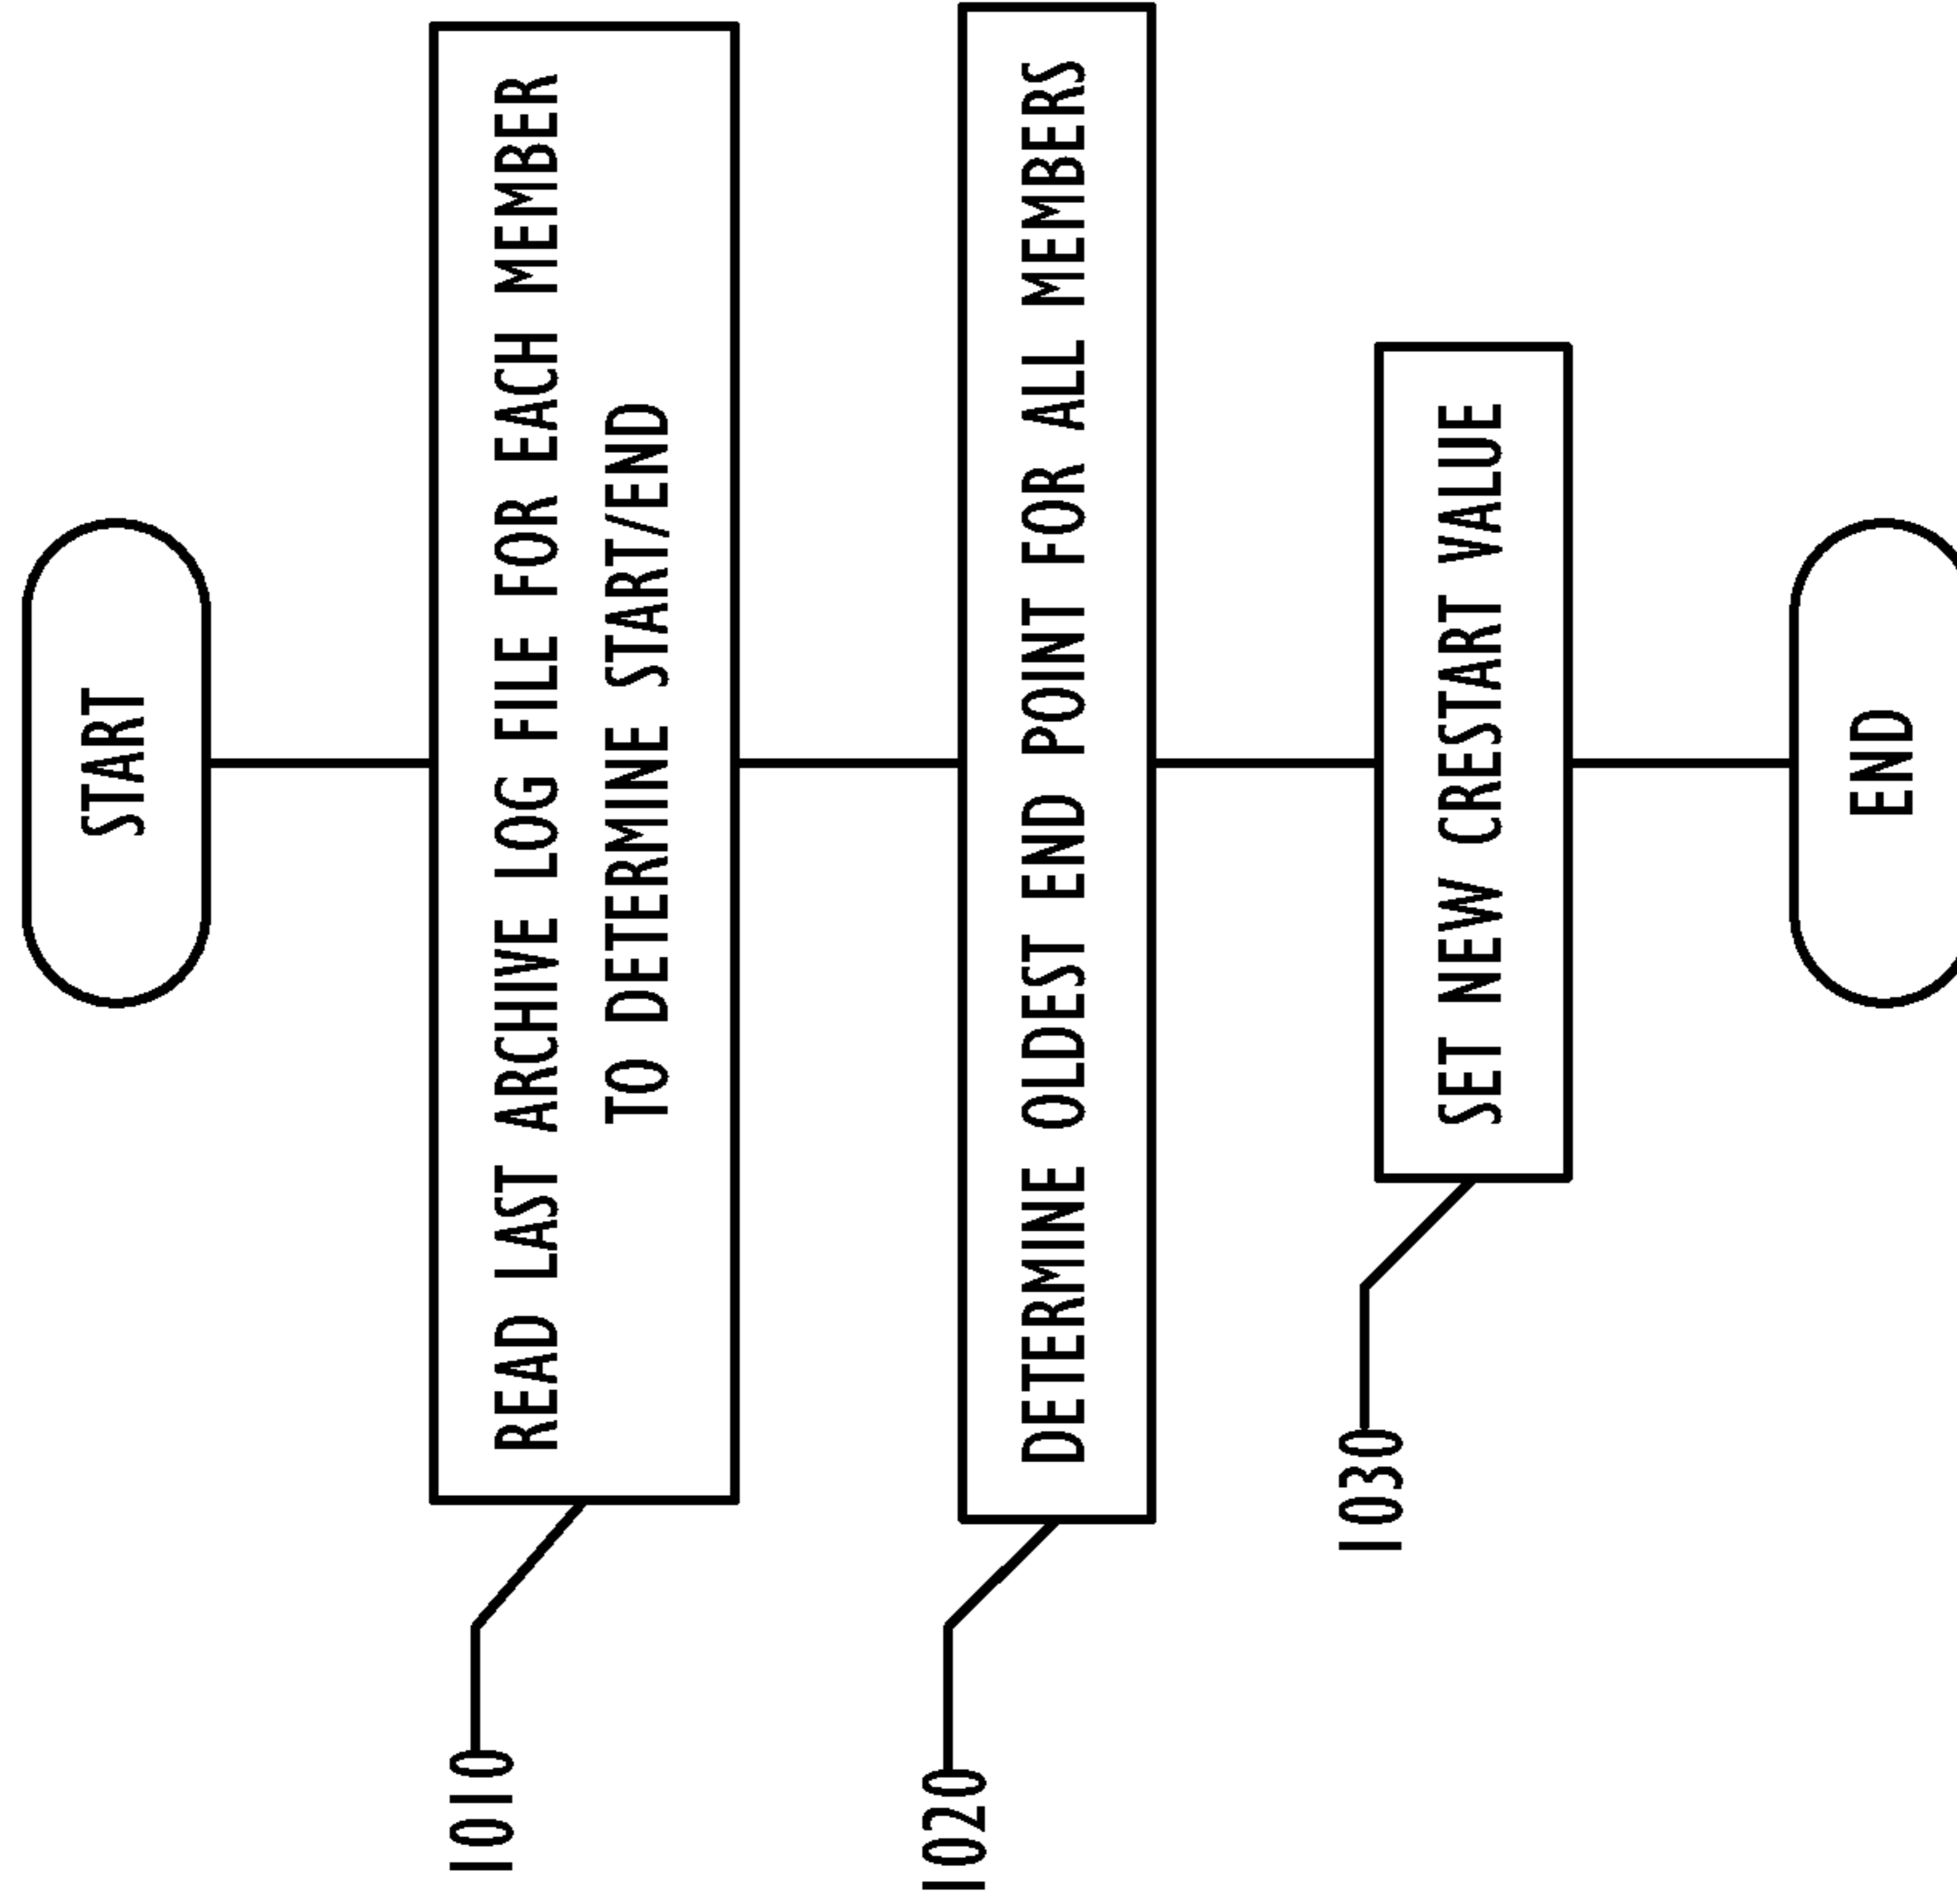 START
READ LAST ARCHIVE LOG FILE FOR EACH MEMBER
TO DETERMINE START/END
1010
DETERMINE OLDEST END POINT FOR ALL MEMBERS
1020
SET NEW CRESTART VALUE
1030
END